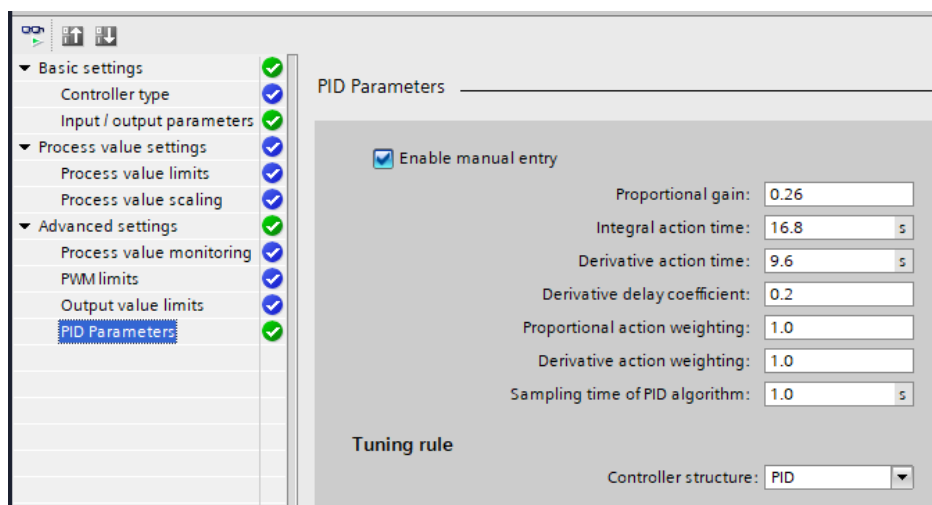 Basic settings
Controller type
Input / output parameters
Process value settings
Process value limits
Process value scaling
Advanced settings
Process value monitoring
PWM limits
Output value limits
PID Parameters
PID Parameters
Enable manual entry
Proportional gain: 0.26
Integral action time: 16.8 s
Derivative action time: 9.6 s
Derivative delay coefficient: 0.2
Proportional action weighting: 1.0
Derivative action weighting: 1.0
Sampling time of PID algorithm: 1.0 s
Tuning rule
Controller structure: PID